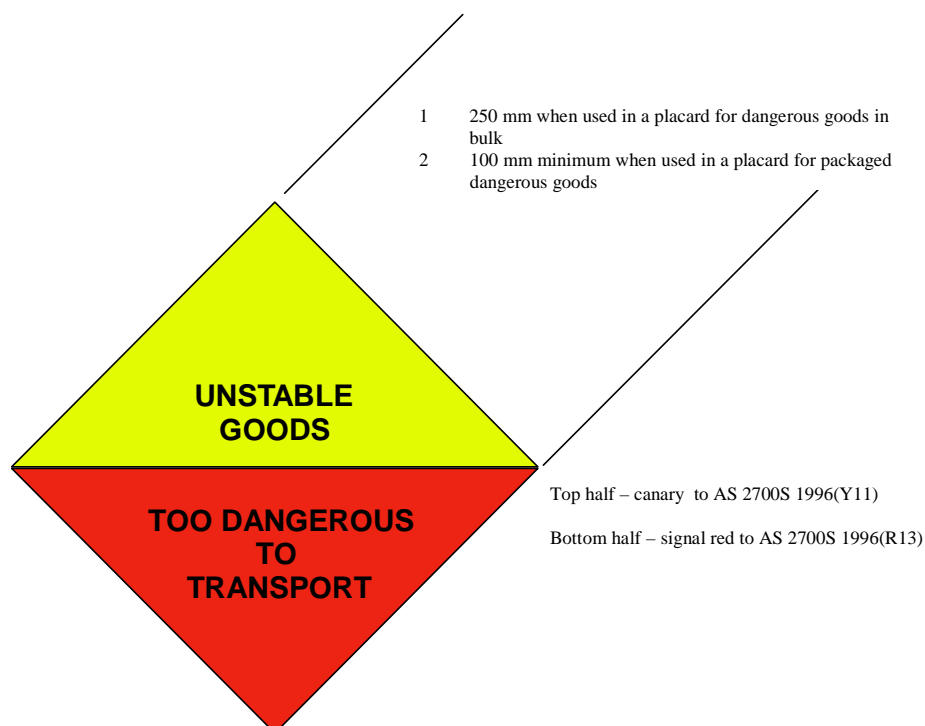 1 250 mm when used in a placard for dangerous goods in
bulk
2 100 mm minimum when used in a placard for packaged
dangerous goods
UNSTABLE
GOODS
TOO DANGEROUS
TO
TRANSPORT
Top half – canary to AS 2700S 1996(Y11)
Bottom half – signal red to AS 2700S 1996(R13)